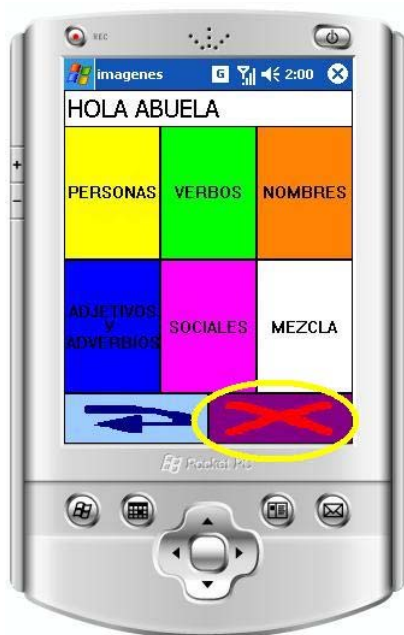 REC
imagenes G 2:00
HOLA ABUELA
PERSONAS VERBOS NOMBRES
ADJETIVOS
Y
ADVERBIOS
SOCIALES MEZCLA
Pocket PC
+
-